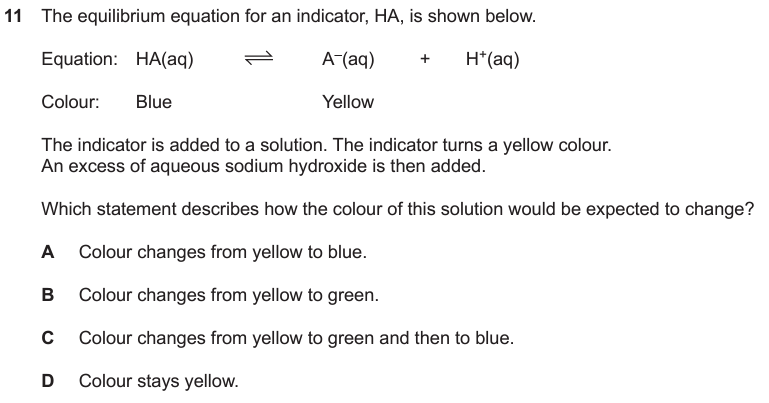 11 The equilibrium equation for an indicator, HA, is shown below.
Equation: HA(aq) ⇌ A⁻(aq) + H⁺(aq)
Colour: Blue Yellow
The indicator is added to a solution. The indicator turns a yellow colour.
An excess of aqueous sodium hydroxide is then added.
Which statement describes how the colour of this solution would be expected to change?
A Colour changes from yellow to blue.
B Colour changes from yellow to green.
C Colour changes from yellow to green and then to blue.
D Colour stays yellow.